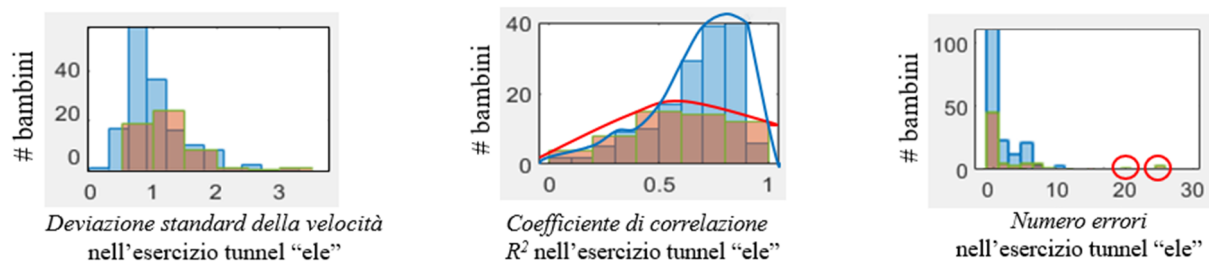 # bambini
40
20
0
0 1 2 3
Deviazione standard della velocità
nell’esercizio tunnel “ele”
# bambini
40
20
0
0 0.5 1
Coefficiente di correlazione
R² nell’esercizio tunnel “ele”
# bambini
100
50
0
0 10 20 30
Numero errori
nell’esercizio tunnel “ele”